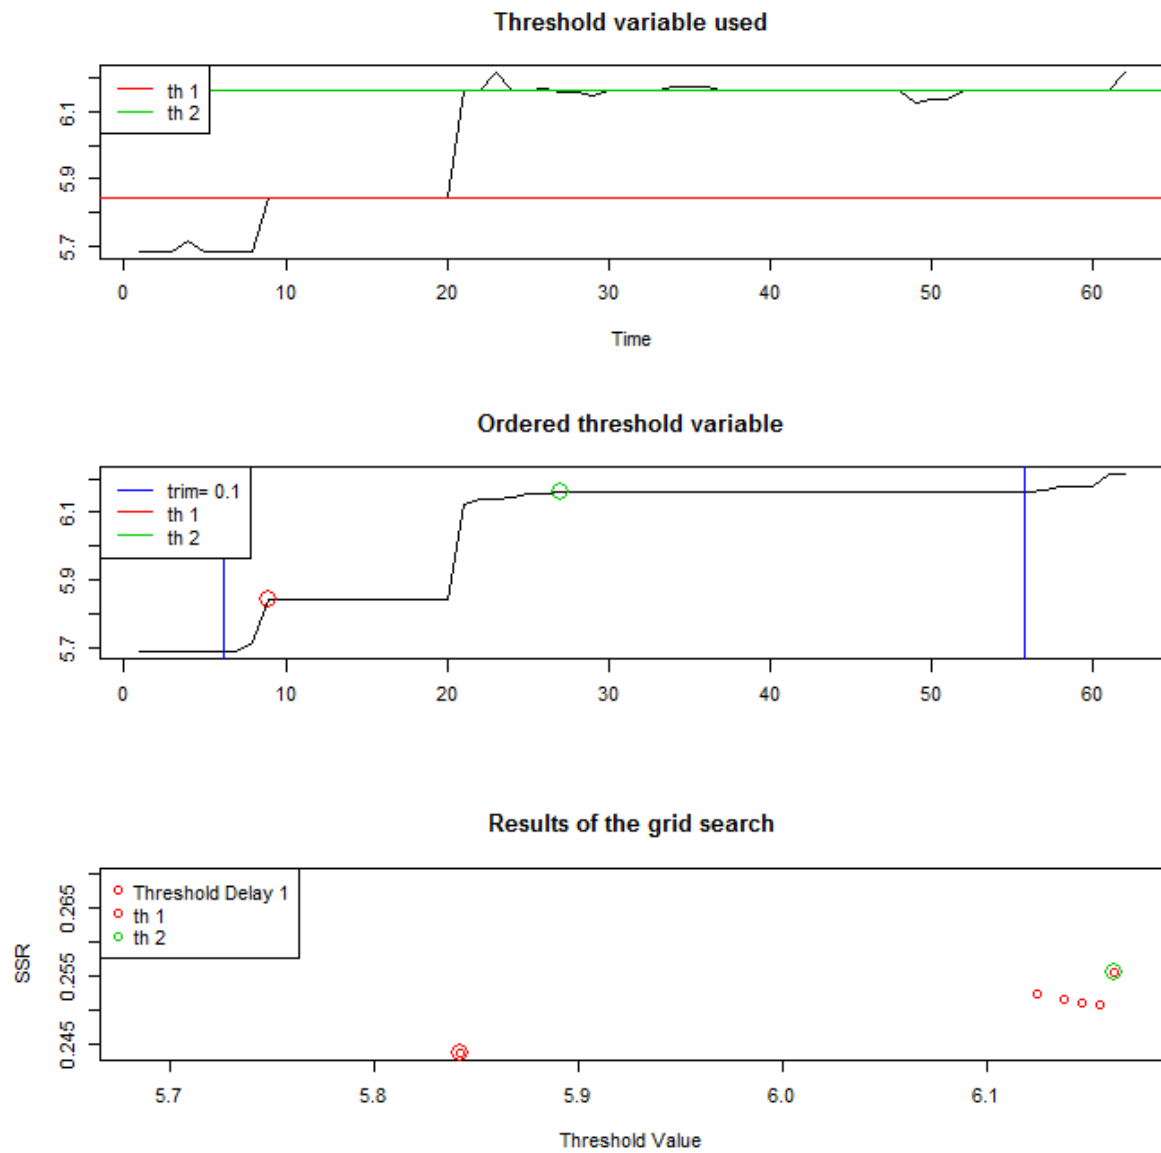 Threshold variable used
th 1
th 2
5.7 5.9 6.1
0 10 20 30 40 50 60
Time
Ordered threshold variable
trim= 0.1
th 1
th 2
5.7 5.9 6.1
0 10 20 30 40 50 60
Results of the grid search
Threshold Delay 1
th 1
th 2
SSR
0.245 0.255 0.265
5.7 5.8 5.9 6.0 6.1
Threshold Value